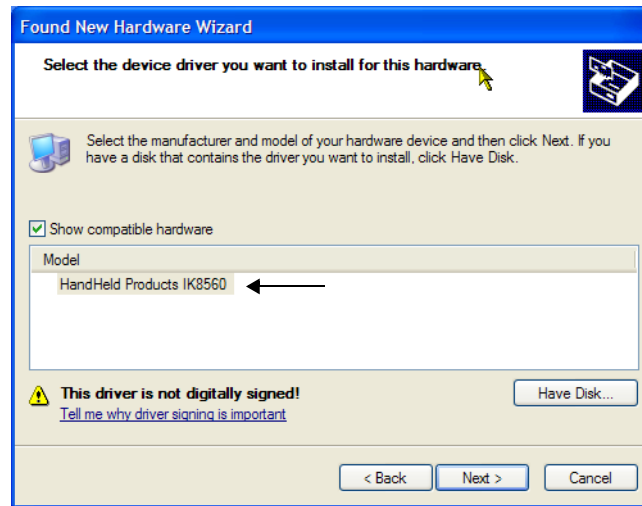 Found New Hardware Wizard
Select the device driver you want to install for this hardware.
Select the manufacturer and model of your hardware device and then click Next. If you
have a disk that contains the driver you want to install, click Have Disk.
Show compatible hardware
Model
HandHeld Products IK8560
This driver is not digitally signed!
Have Disk...
Tell me why driver signing is important
< Back
Next >
Cancel